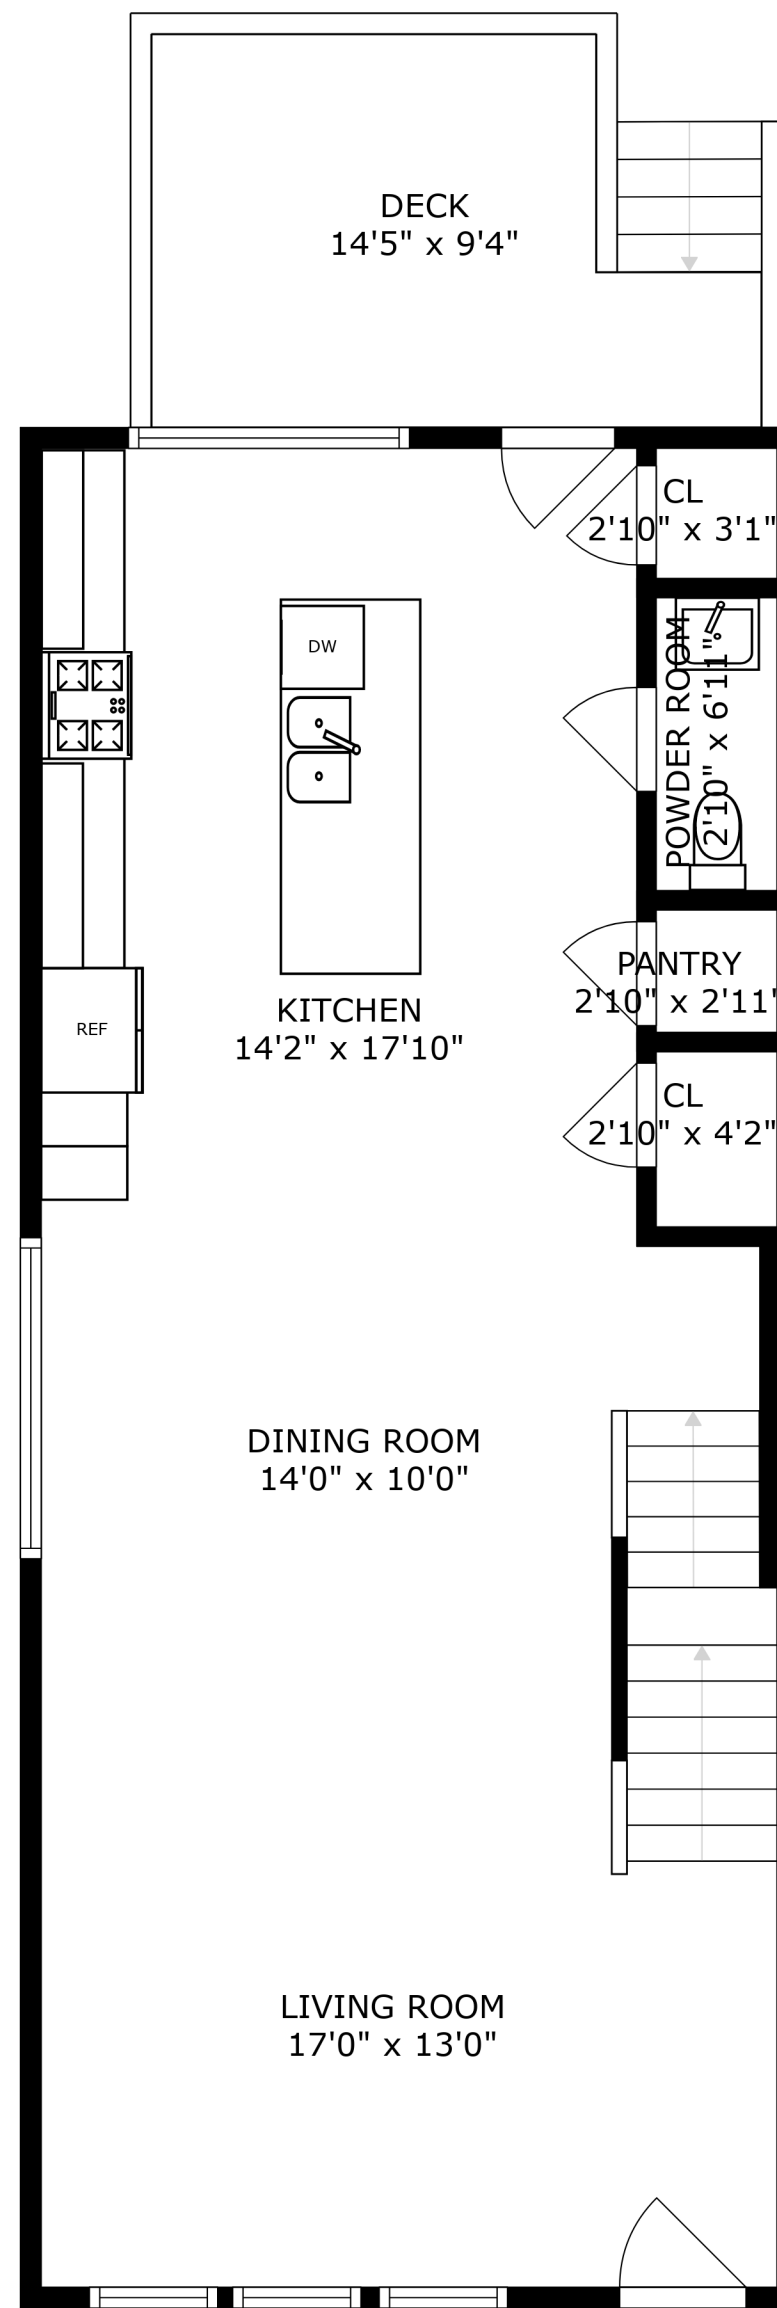 DECK
14'5" x 9'4"
CL
2'10" x 3'1"
DW
POWDER ROOM
2'10" x 6'11"
PANTRY
2'10" x 2'11"
KITCHEN
14'2" x 17'10"
REF
CL
2'10" x 4'2"
DINING ROOM
14'0" x 10'0"
LIVING ROOM
17'0" x 13'0"